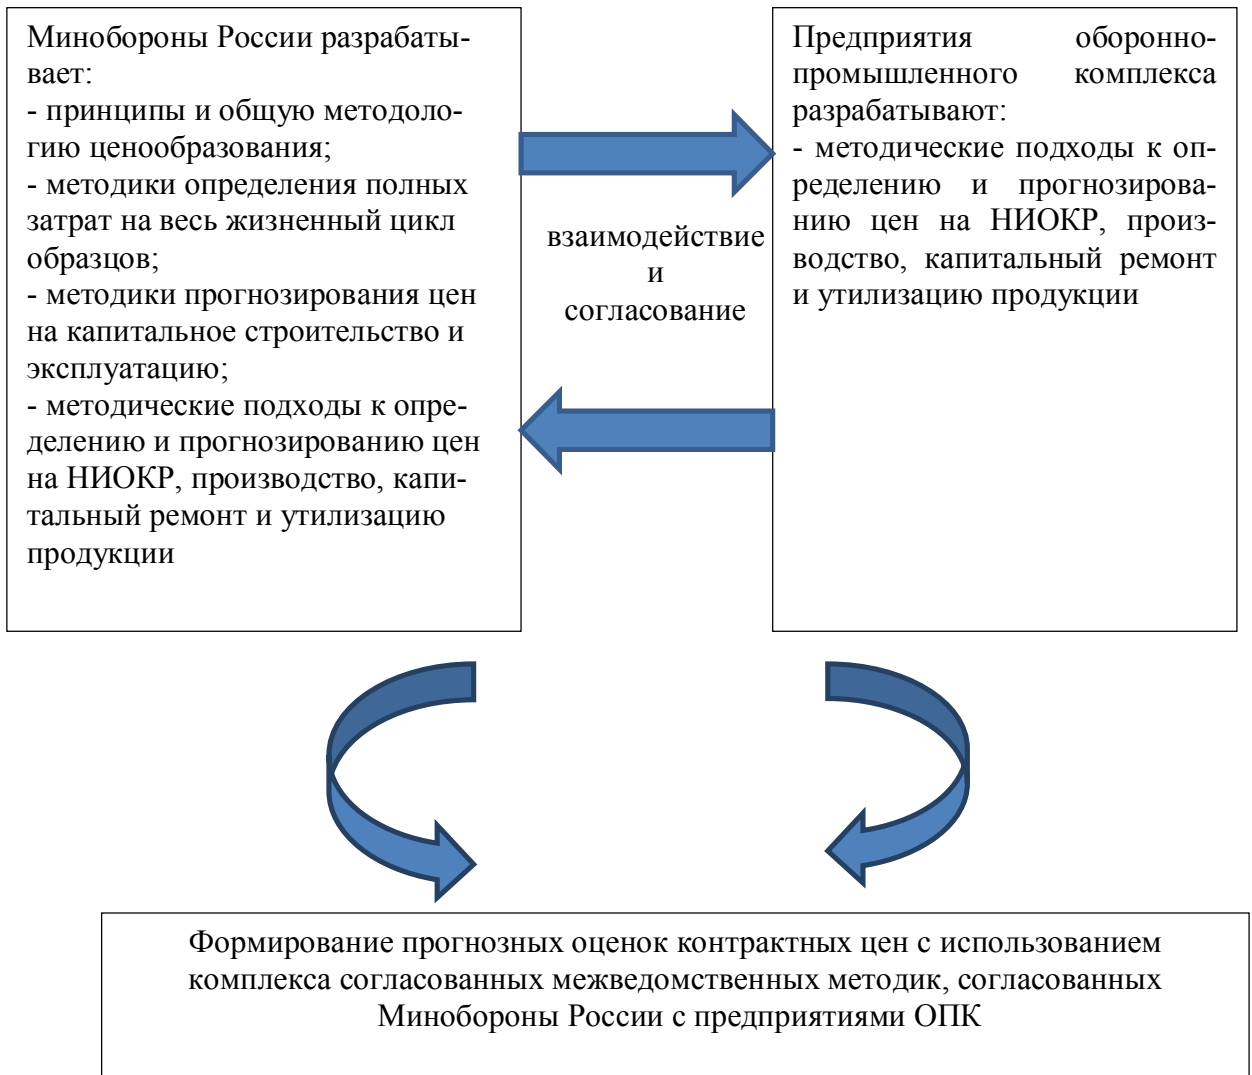 Минобороны России разрабаты-
вает:
- принципы и общую методоло-
гию ценообразования;
- методики определения полных
затрат на весь жизненный цикл
образцов;
- методики прогнозирования цен
на капитальное строительство и
эксплуатацию;
- методические подходы к опре-
делению и прогнозированию цен
на НИОКР, производство, капи-
тальный ремонт и утилизацию
продукции
взаимодействие
и
согласование
Предприятия оборонно-
промышленного комплекса
разрабатывают:
- методические подходы к оп-
ределению и прогнозирова-
нию цен на НИОКР, произ-
водство, капитальный ремонт
и утилизацию продукции
Формирование прогнозных оценок контрактных цен с использованием
комплекса согласованных межведомственных методик, согласованных
Минобороны России с предприятиями ОПК